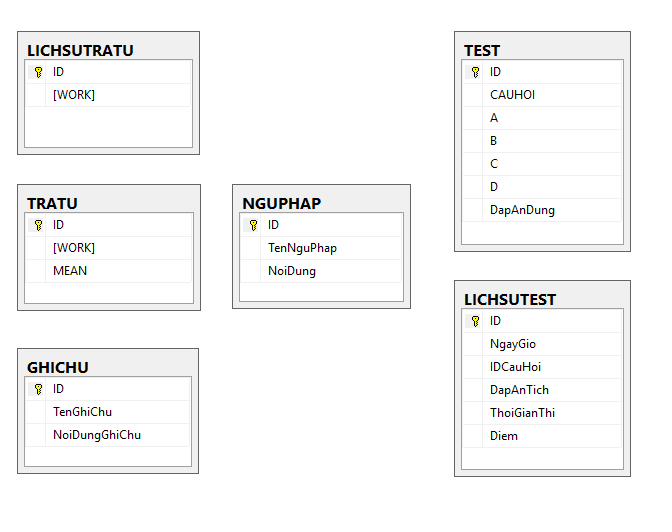 LICHSUTRATU
ID
[WORK]
TRATU
ID
[WORK]
MEAN
GHICHU
ID
TenGhiChu
NoiDungGhiChu
NGUPHAP
ID
TenNguPhap
NoiDung
TEST
ID
CAUHOI
A
B
C
D
DapAnDung
LICHSUTEST
ID
NgayGio
IDCauHoi
DapAnTich
ThoiGianThi
Diem